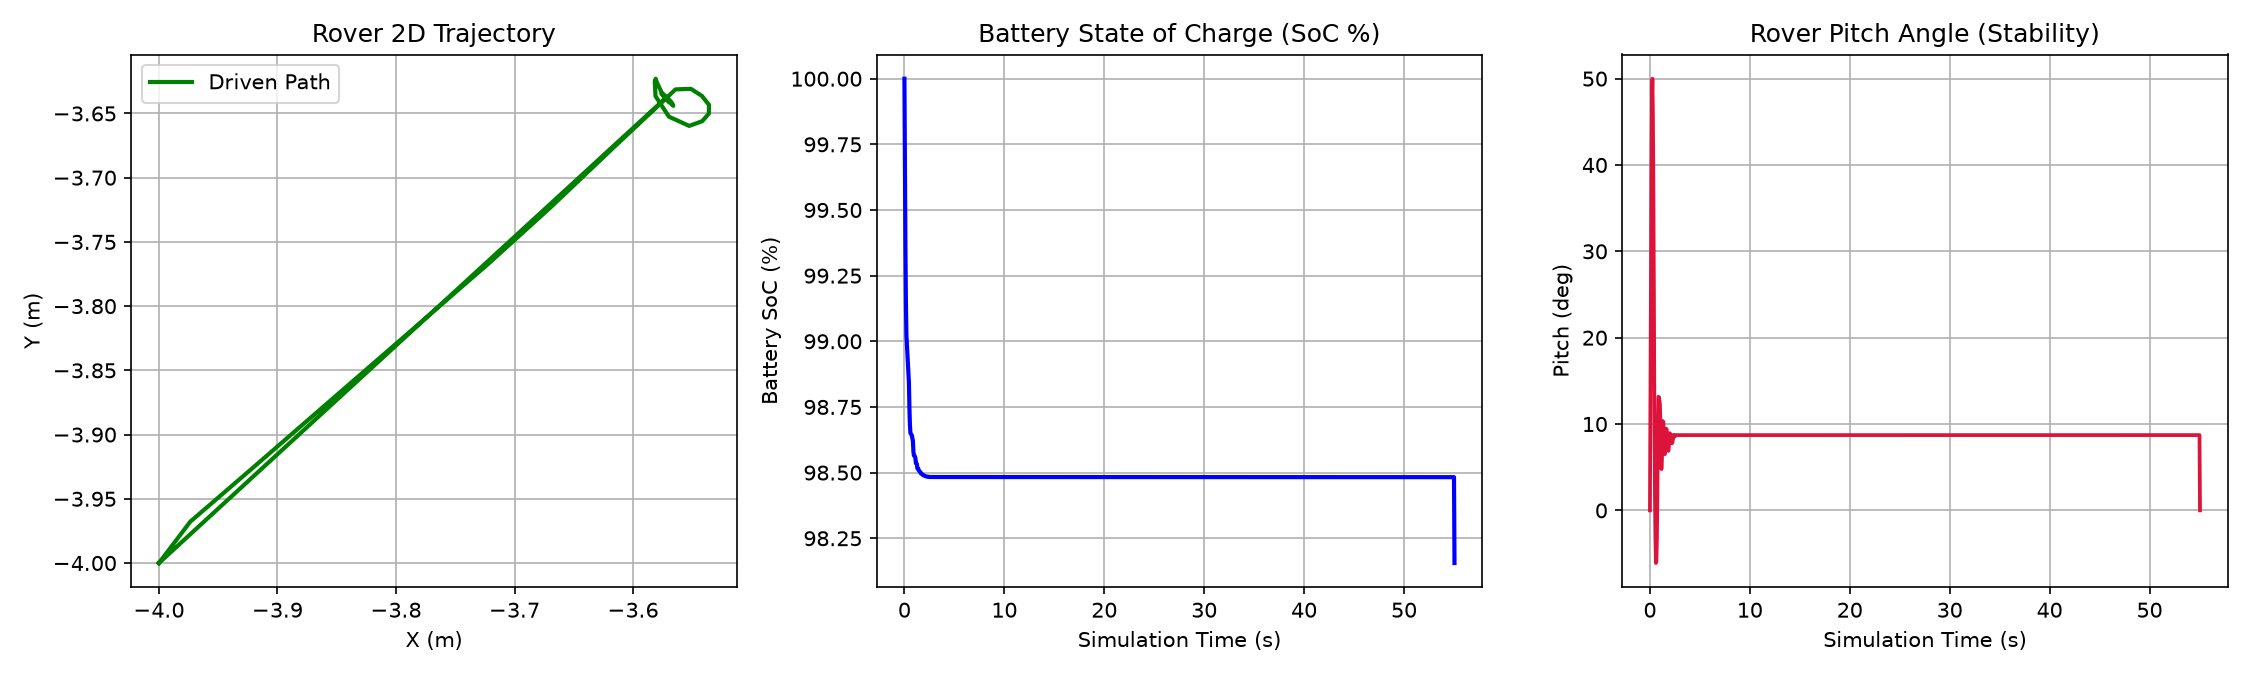 Rover 2D Trajectory
Driven Path
−3.65
−3.70
−3.75
−3.80
−3.85
−3.90
−3.95
−4.00
Y (m)
−4.0 −3.9 −3.8 −3.7 −3.6
X (m)
Battery State of Charge (SoC %)
100.00
99.75
99.50
99.25
99.00
98.75
98.50
98.25
Battery SoC (%)
0 10 20 30 40 50
Simulation Time (s)
Rover Pitch Angle (Stability)
50
40
30
20
10
0
Pitch (deg)
0 10 20 30 40 50
Simulation Time (s)